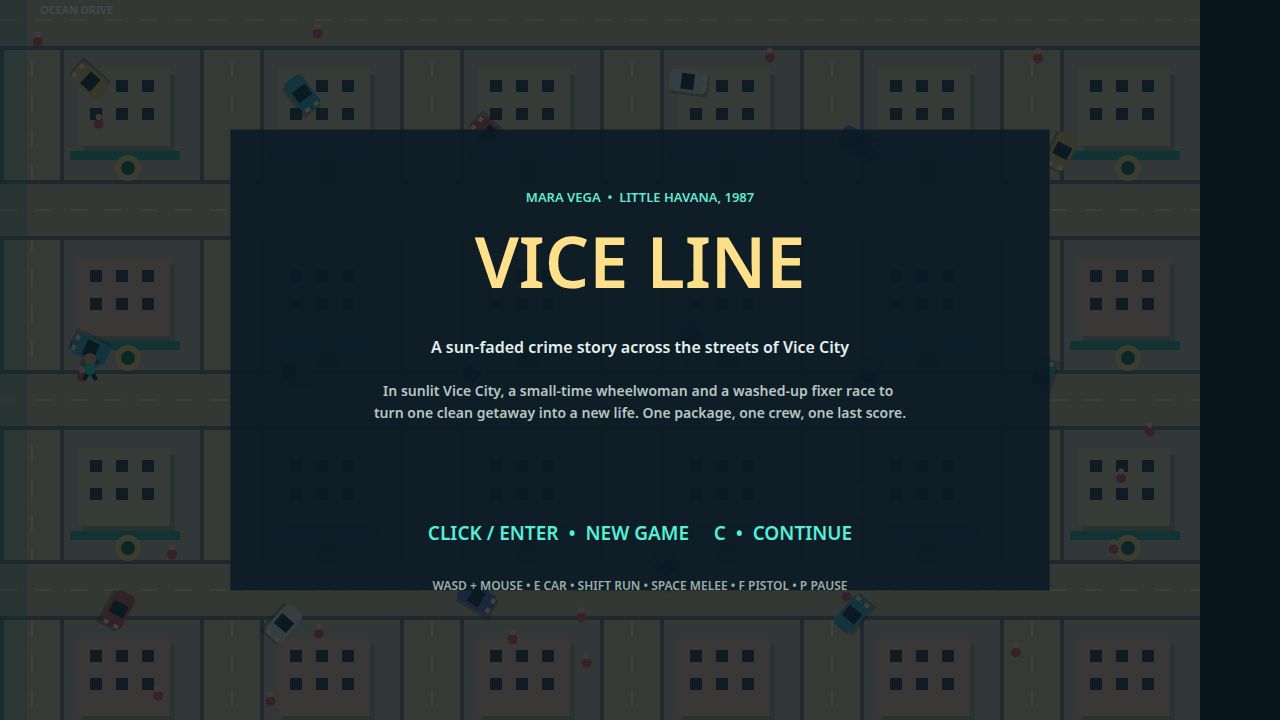 OCEAN DRIVE
MARA VEGA • LITTLE HAVANA, 1987
VICE LINE
A sun-faded crime story across the streets of Vice City
In sunlit Vice City, a small-time wheelwoman and a washed-up fixer race to
turn one clean getaway into a new life. One package, one crew, one last score.
CLICK / ENTER • NEW GAME C • CONTINUE
WASD + MOUSE • E CAR • SHIFT RUN • SPACE MELEE • F PISTOL • P PAUSE